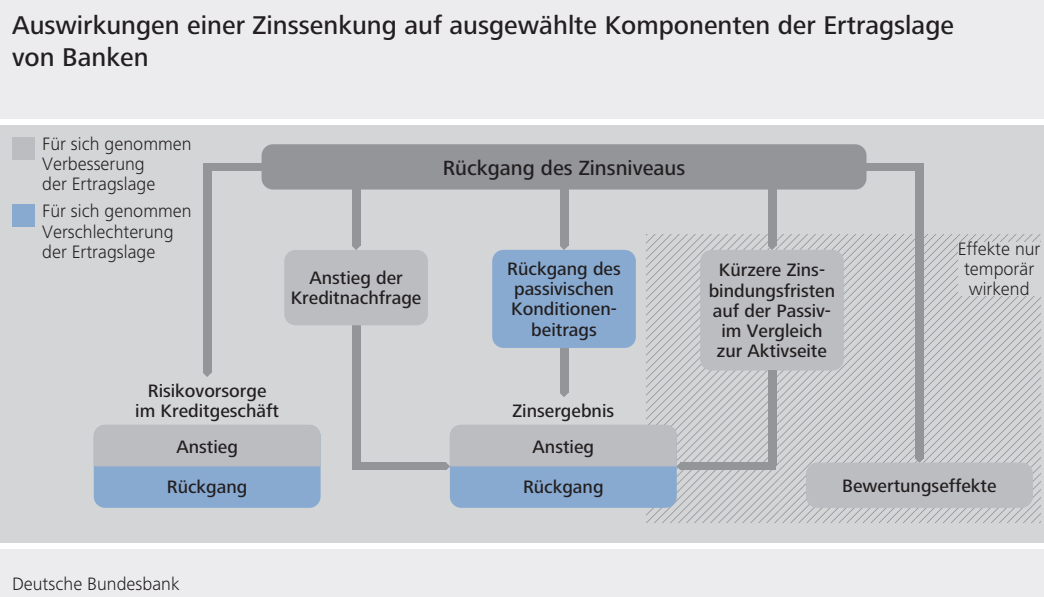 Auswirkungen einer Zinssenkung auf ausgewählte Komponenten der Ertragslage
von Banken
Für sich genommen
Verbesserung
der Ertragslage
Für sich genommen
Verschlechterung
der Ertragslage
Rückgang des Zinsniveaus
Effekte nur
temporär
wirkend
Anstieg der
Kreditnachfrage
Rückgang des
passivischen
Konditionen-
beitrags
Kürzere Zins-
bindungsfristen
auf der Passiv-
im Vergleich
zur Aktivseite
Risikovorsorge
im Kreditgeschäft
Anstieg
Rückgang
Zinsergebnis
Anstieg
Rückgang
Bewertungseffekte
Deutsche Bundesbank